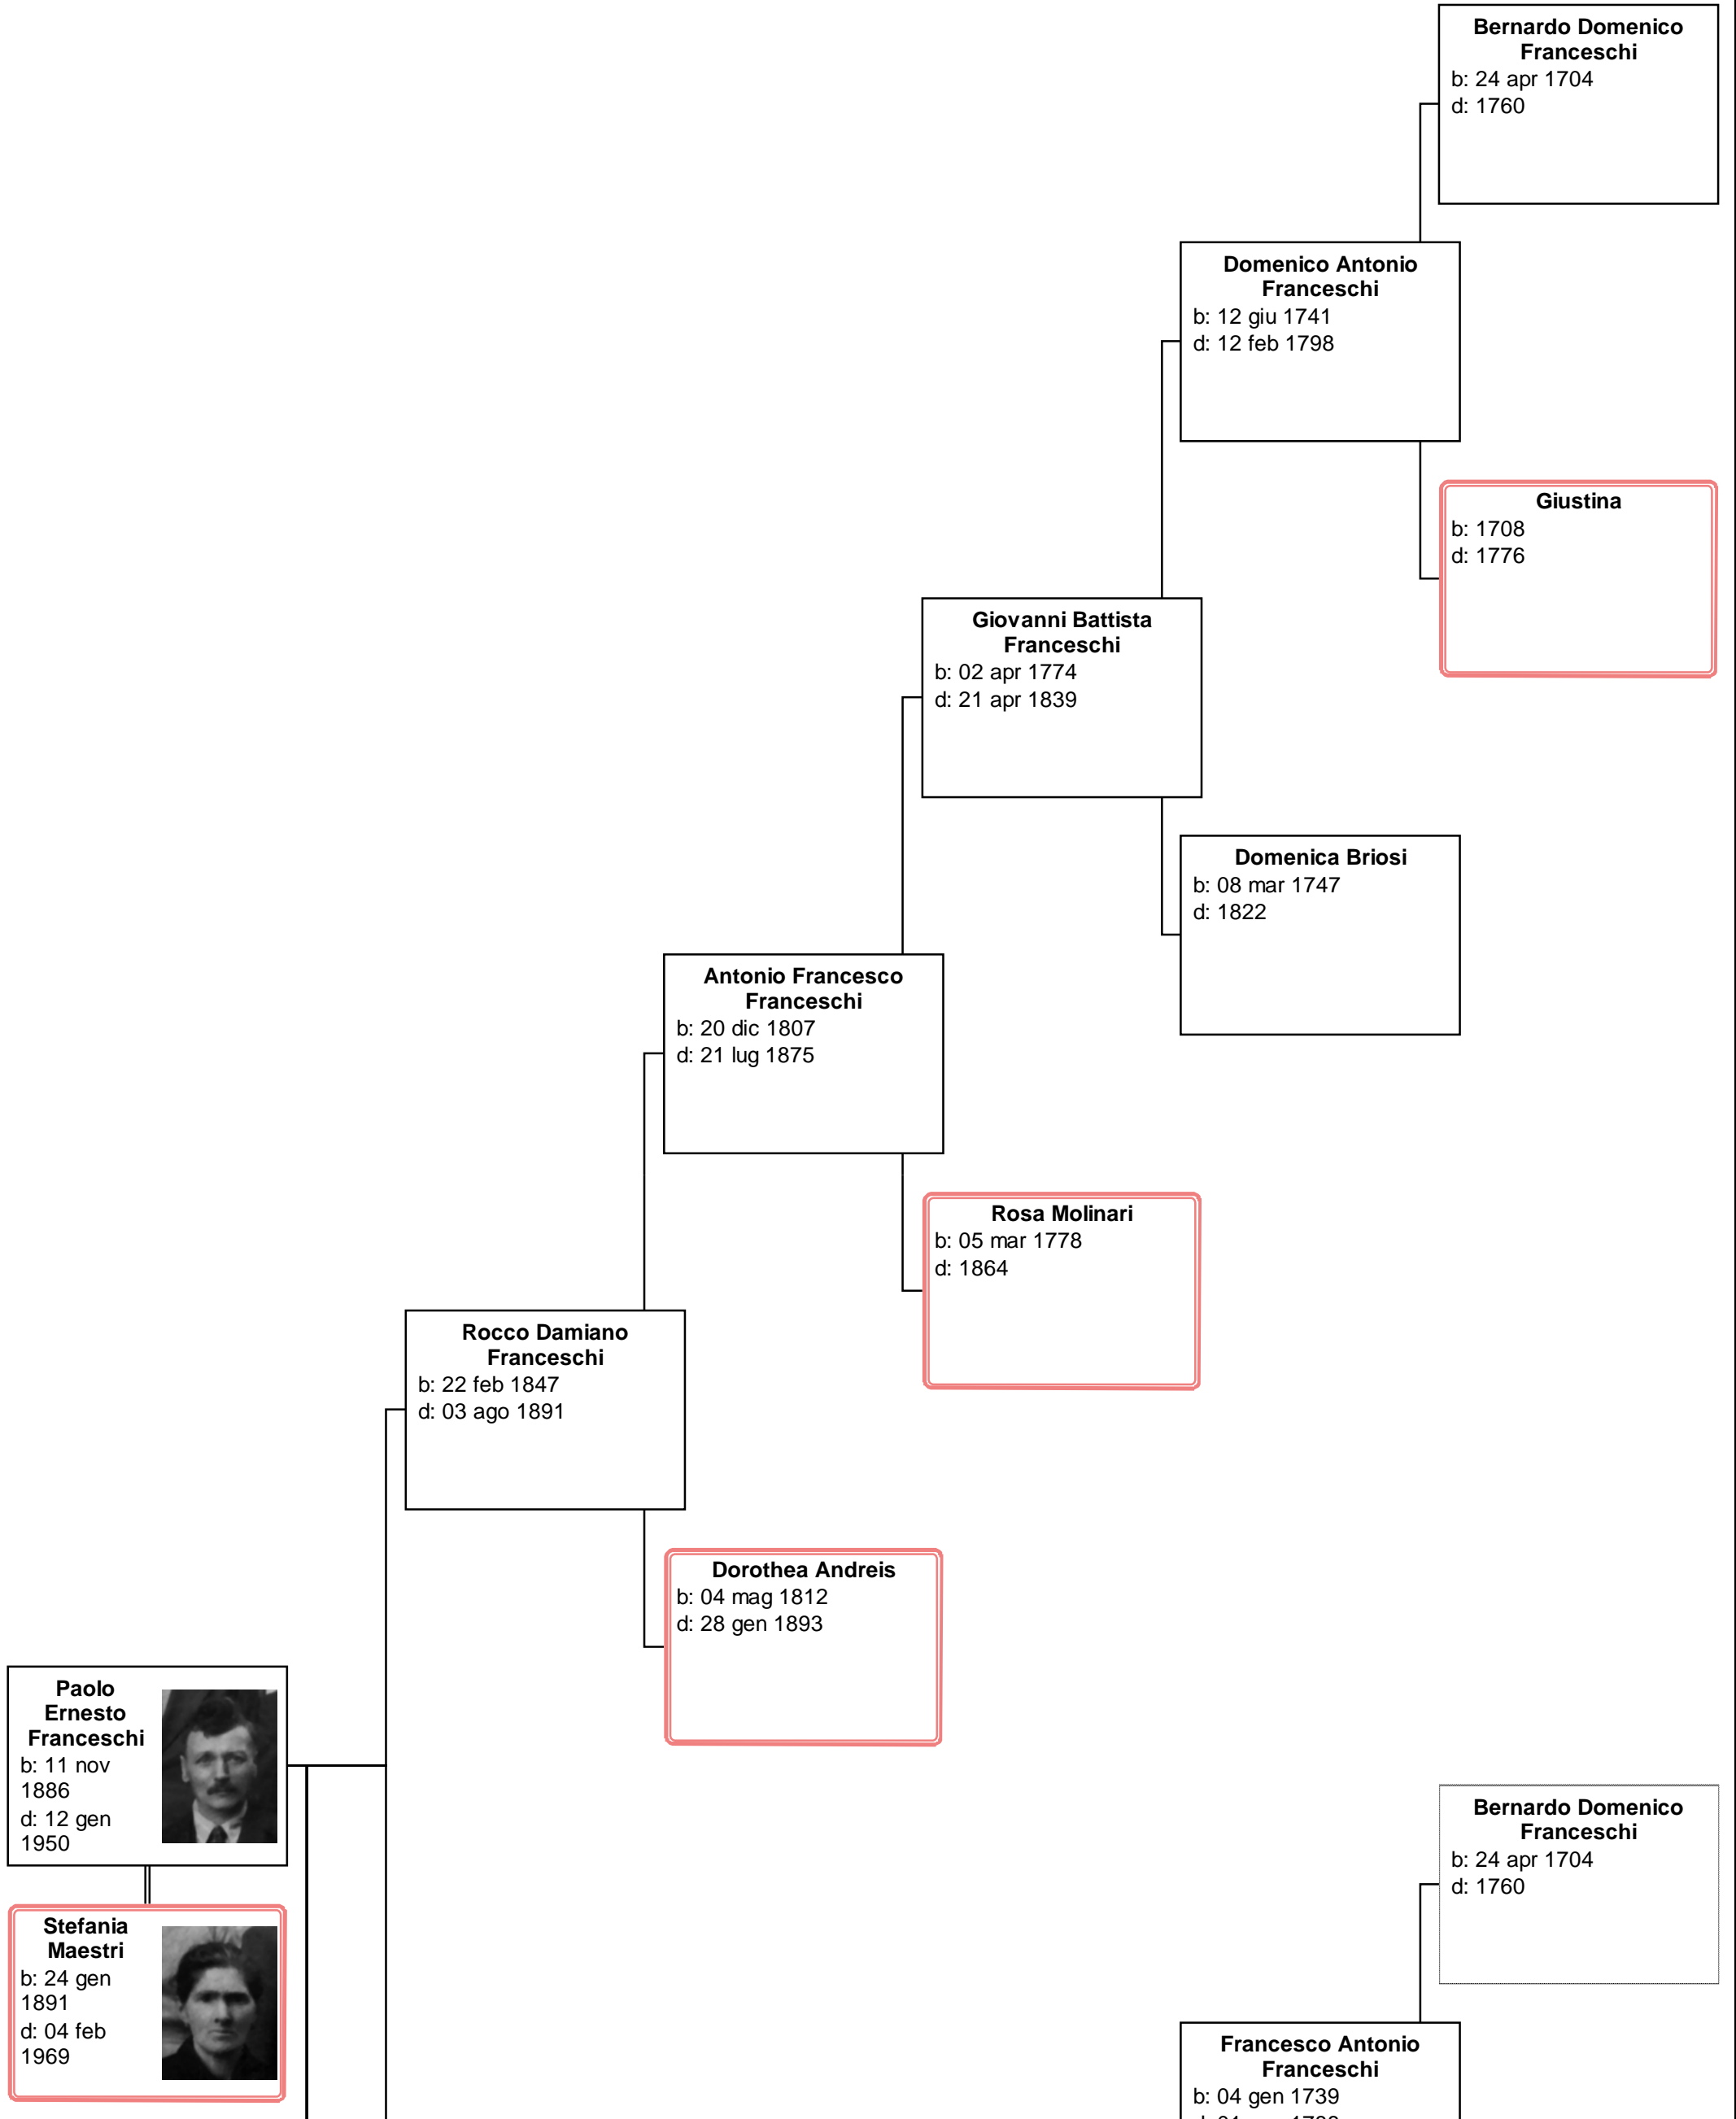 Bernardo Domenico
Franceschi
b: 24 apr 1704
d: 1760
Domenico Antonio
Franceschi
b: 12 giu 1741
d: 12 feb 1798
Giustina
b: 1708
d: 1776
Giovanni Battista
Franceschi
b: 02 apr 1774
d: 21 apr 1839
Domenica Briosi
b: 08 mar 1747
d: 1822
Antonio Francesco
Franceschi
b: 20 dic 1807
d: 21 lug 1875
Rosa Molinari
b: 05 mar 1778
d: 1864
Rocco Damiano
Franceschi
b: 22 feb 1847
d: 03 ago 1891
Dorothea Andreis
b: 04 mag 1812
d: 28 gen 1893
Paolo
Ernesto
Franceschi
b: 11 nov
1886
d: 12 gen
1950
Bernardo Domenico
Franceschi
b: 24 apr 1704
d: 1760
Stefania
Maestri
b: 24 gen
1891
d: 04 feb
1969
Francesco Antonio
Franceschi
b: 04 gen 1739